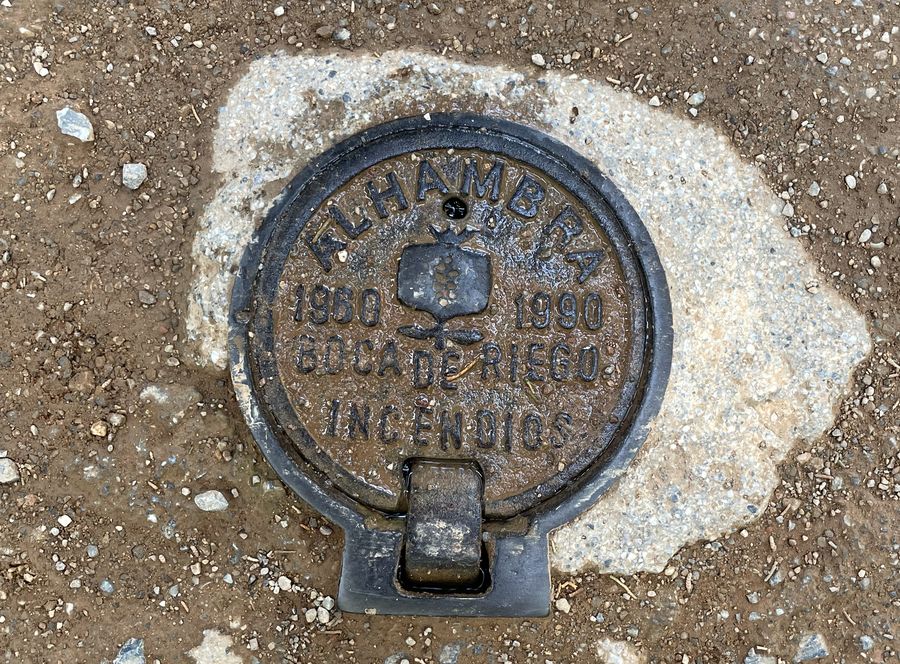 ALHAMBRA
1960 1990
BOCA DE RIEGO
INCENDIOS